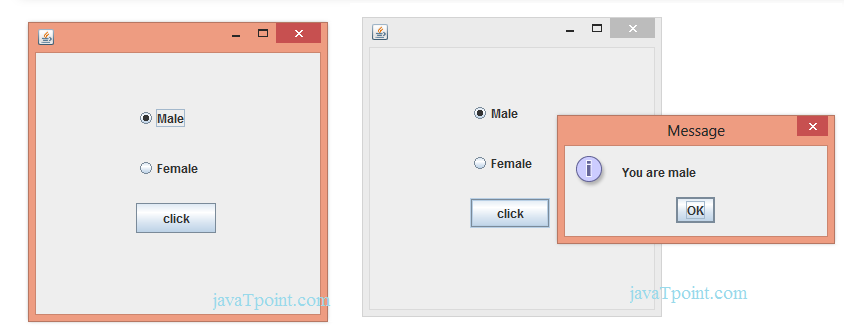 Male
Female
click
javaTpoint.com
Male
Female
click
Message
You are male
OK
javaTpoint.com